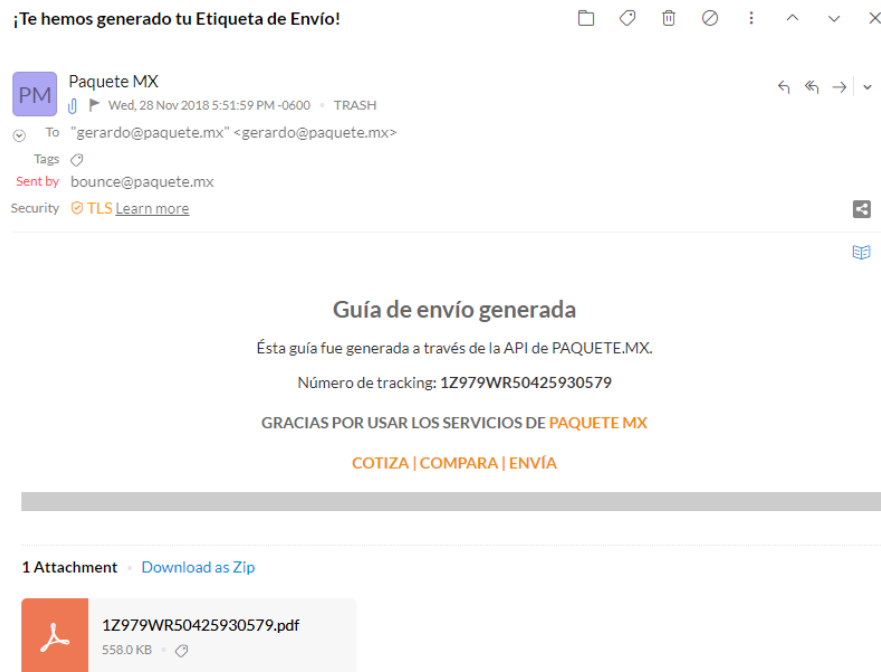 ¡Te hemos generado tu Etiqueta de Envío!
PM
Paquete MX
Wed, 28 Nov 2018 5:51:59 PM -0600 • TRASH
To "gerardo@paquete.mx" <gerardo@paquete.mx>
Tags
Sent by bounce@paquete.mx
Security TLS Learn more
Guía de envío generada
Ésta guía fue generada a través de la API de PAQUETE.MX.
Número de tracking: 1Z979WR50425930579
GRACIAS POR USAR LOS SERVICIOS DE PAQUETE MX
COTIZA | COMPARA | ENVÍA
1 Attachment • Download as Zip
1Z979WR50425930579.pdf
558.0 KB •